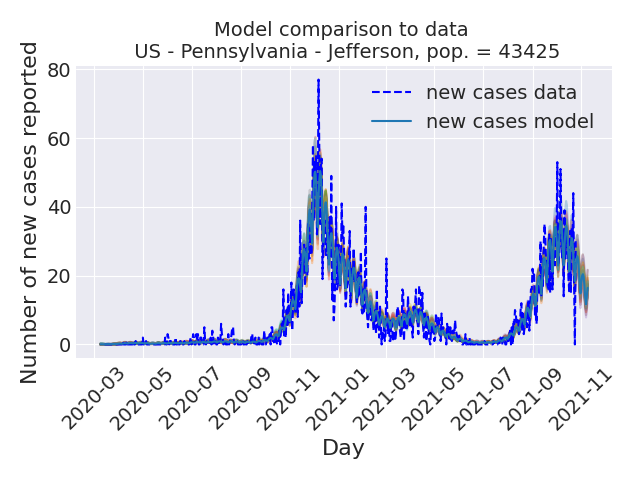 Model comparison to data
US - Pennsylvania - Jefferson, pop. = 43425
Number of new cases reported
80
60
40
20
0
new cases data
new cases model
2020-03
2020-05
2020-07
2020-09
2020-11
2021-01
2021-03
2021-05
2021-07
2021-09
2021-11
Day